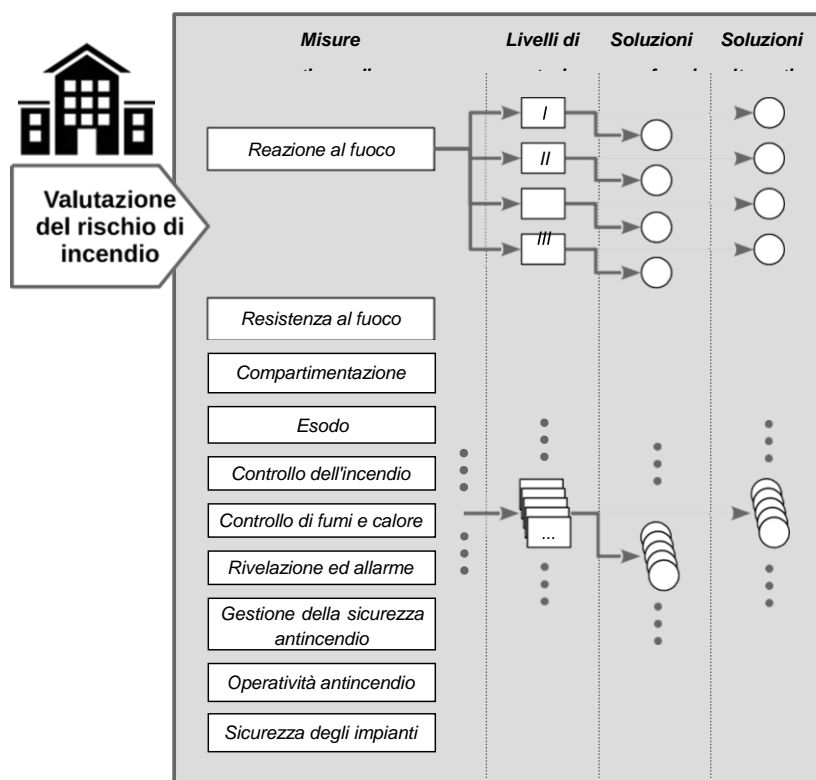 Misure
Livelli di
Soluzioni
Soluzioni
Valutazione
del rischio di
incendio
Reazione al fuoco
I
II
III
Resistenza al fuoco
Compartimentazione
Esodo
Controllo dell'incendio
Controllo di fumi e calore
...
Rivelazione ed allarme
Gestione della sicurezza
antincendio
Operatività antincendio
Sicurezza degli impianti